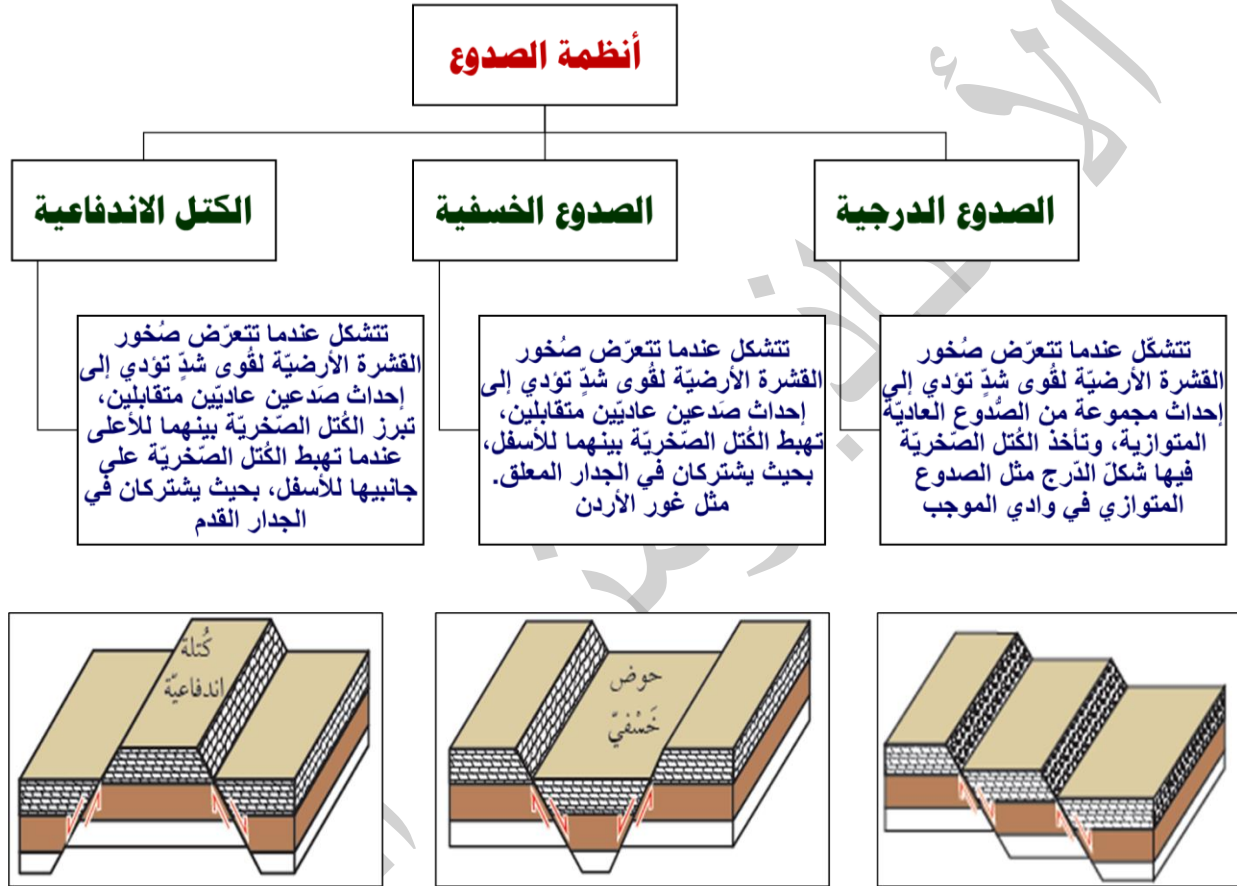 أنظمة الصدوع
الصدوع الدرجية
الصدوع الخسفية
الكتل الاندفاعية
تتشكّل عندما تتعرّض صُخور
القشرة الأرضيّة لقُوى شدٍّ تؤدي إلى
إحداث مجموعة من الصُّدوع العاديّة
المتوازية، وتأخذ الكُتل الصّخريّة
فيها شكلَ الدّرج مثل الصدوع
المتوازي في وادي الموجب
تتشكل عندما تتعرّض صُخور
القشرة الأرضيّة لقُوى شدٍّ تؤدي إلى
إحداث صَدعين عاديّين متقابلين،
تهبط الكُتل الصّخريّة بينهما للأسفل،
بحيث يشتركان في الجدار المعلق.
مثل غور الأردن
تتشكل عندما تتعرّض صُخور
القشرة الأرضيّة لقُوى شدٍّ تؤدي إلى
إحداث صَدعين عاديّين متقابلين،
تبرز الكُتل الصّخريّة بينهما للأعلى
عندما تهبط الكُتل الصّخريّة على
جانبيها للأسفل، بحيث يشتركان في
الجدار القدم
حوض
خَسْفيّ
كُتلة
اندفاعيّة